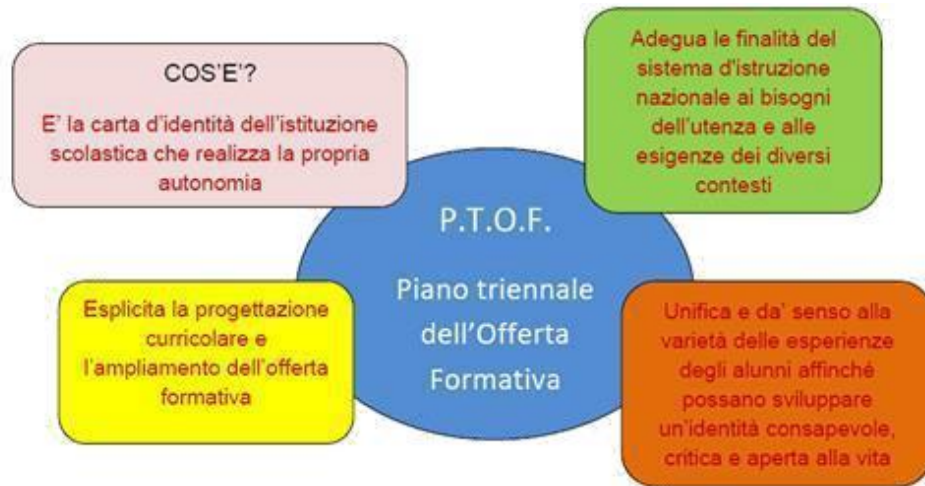 COS'E'?
E' la carta d'identità dell'istituzione
scolastica che realizza la propria
autonomia
Adegua le finalità del
sistema d'istruzione
nazionale ai bisogni
dell'utenza e alle
esigenze dei diversi
contesti
P.T.O.F.
Piano triennale
dell'Offerta
Formativa
Esplicita la progettazione
curricolare e
l'ampliamento dell'offerta
formativa
Unifica e da' senso alla
varietà delle esperienze
degli alunni affinché
possano sviluppare
un'identità consapevole,
critica e aperta alla vita